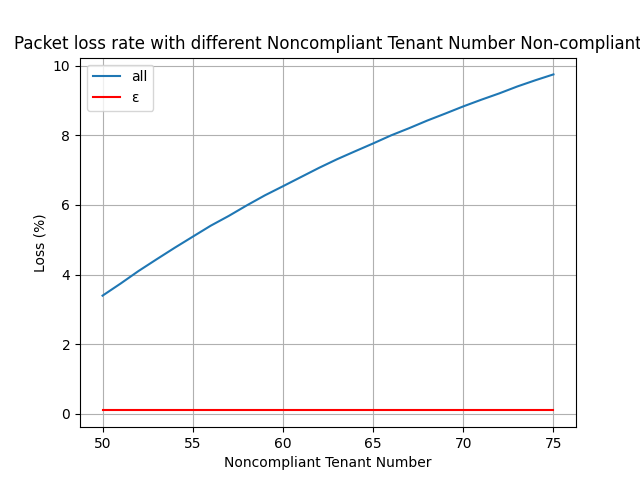 Packet loss rate with different Noncompliant Tenant Number Non-compliant
all
ε
10
8
6
4
2
0
Loss (%)
50 55 60 65 70 75
Noncompliant Tenant Number